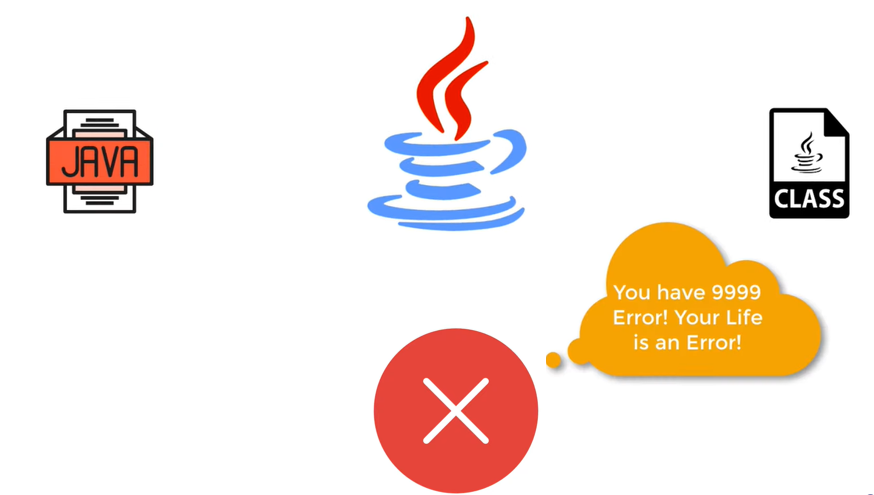 JAVA
CLASS
You have 9999
Error! Your Life
is an Error!